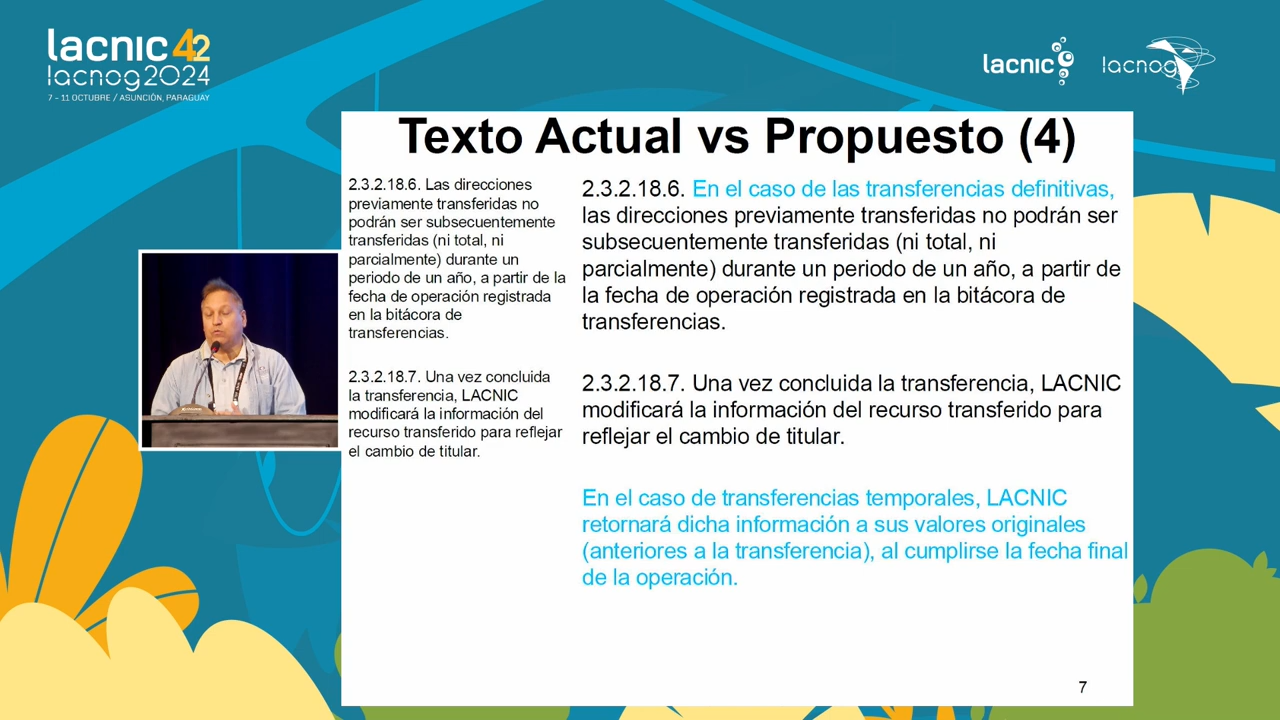 lacnic 42
lacnog2024
7 - 11 OCTUBRE / ASUNCIÓN, PARAGUAY
lacnic
lacnog
Texto Actual vs Propuesto (4)
2.3.2.18.6. Las direcciones
previamente transferidas no
podrán ser subsecuentemente
transferidas (ni total, ni
parcialmente) durante un
periodo de un año, a partir de la
fecha de operación registrada
en la bitácora de
transferencias.
2.3.2.18.7. Una vez concluida
la transferencia, LACNIC
modificará la información del
recurso transferido para reflejar
el cambio de titular.
2.3.2.18.6. En el caso de las transferencias definitivas,
las direcciones previamente transferidas no podrán ser
subsecuentemente transferidas (ni total, ni
parcialmente) durante un periodo de un año, a partir de
la fecha de operación registrada en la bitácora de
transferencias.
2.3.2.18.7. Una vez concluida la transferencia, LACNIC
modificará la información del recurso transferido para
reflejar el cambio de titular.
En el caso de transferencias temporales, LACNIC
retornará dicha información a sus valores originales
(anteriores a la transferencia), al cumplirse la fecha final
de la operación.
7